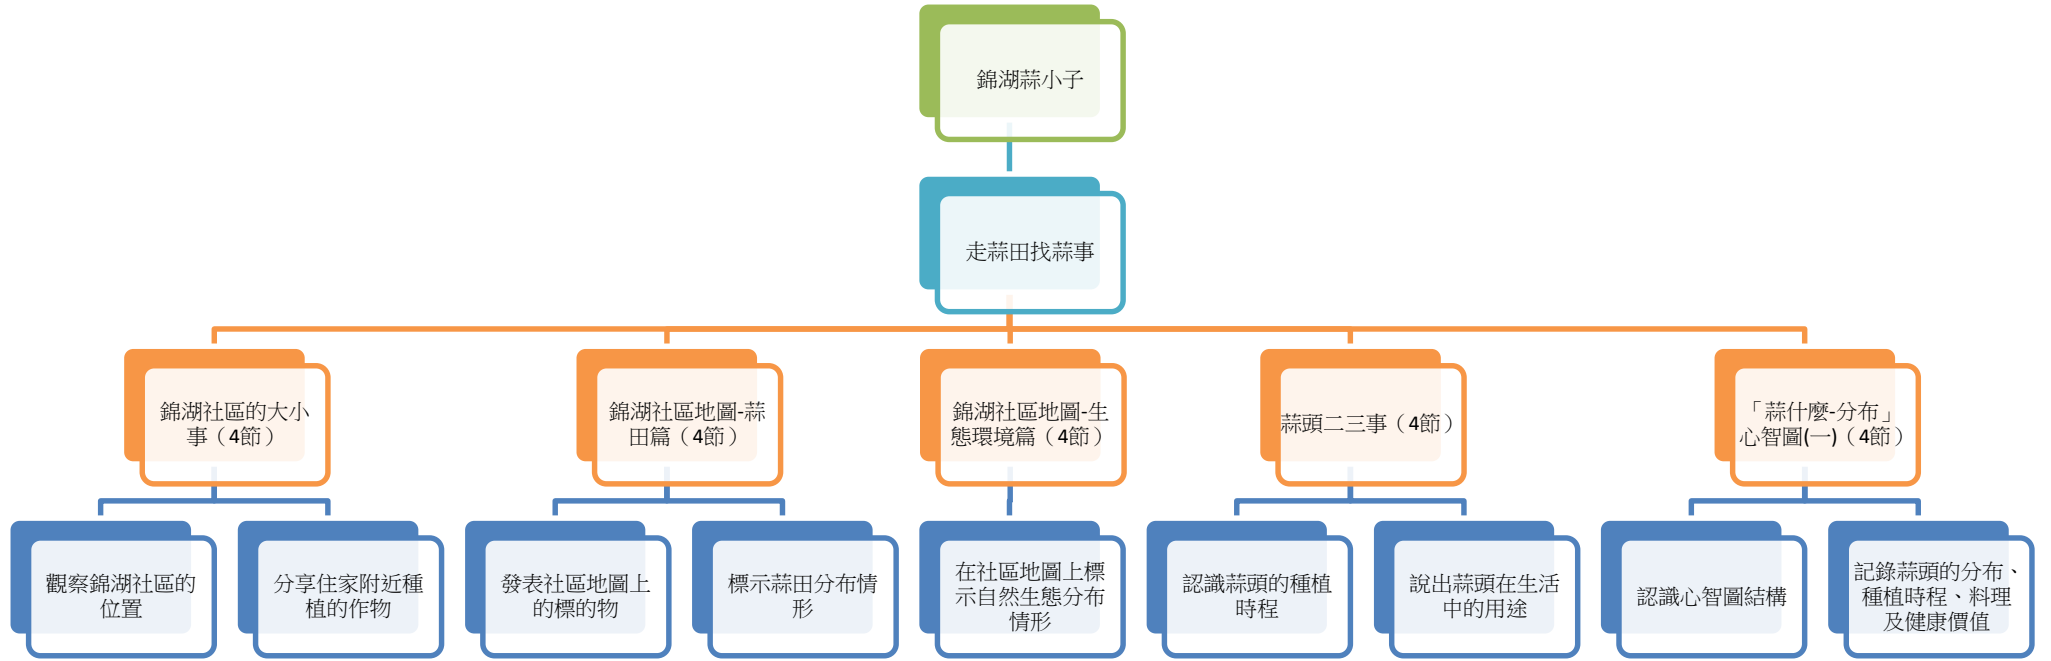 錦湖蒜小子
走蒜田找蒜事
錦湖社區的大小
事（4節）
錦湖社區地圖-蒜
田篇（4節）
錦湖社區地圖-生
態環境篇（4節）
蒜頭二三事（4節）
「蒜什麼-分布」
心智圖(一)（4節）
觀察錦湖社區的
位置
分享住家附近種
植的作物
發表社區地圖上
的標的物
標示蒜田分布情
形
在社區地圖上標
示自然生態分布
情形
認識蒜頭的種植
時程
說出蒜頭在生活
中的用途
認識心智圖結構
記錄蒜頭的分布、
種植時程、料理
及健康價值